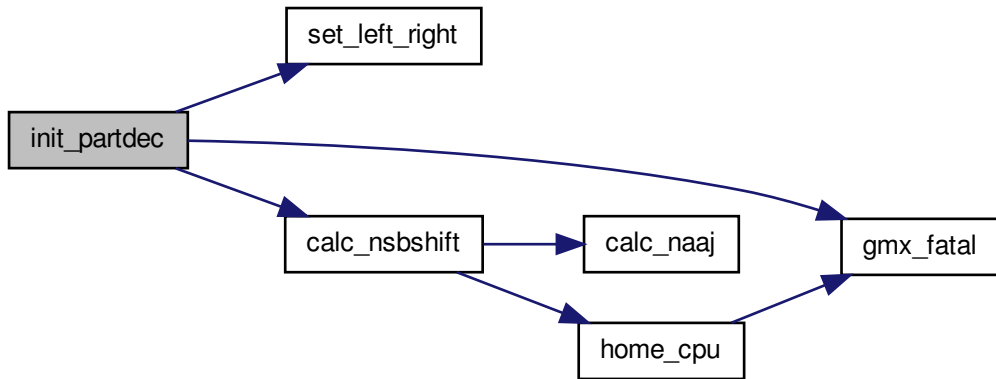 set_left_right
init_partdec
calc_nsbshift
calc_naaj
gmx_fatal
home_cpu